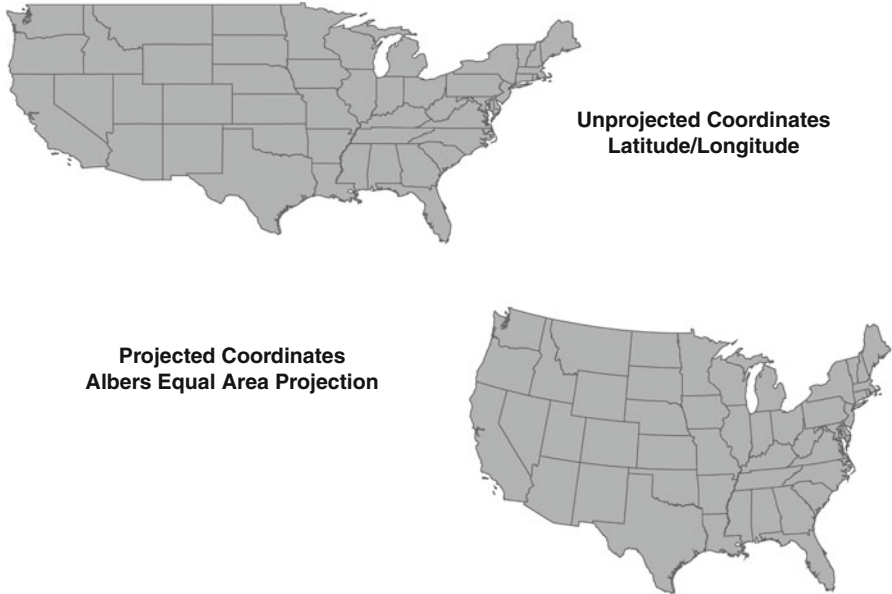 Unprojected Coordinates
Latitude/Longitude
Projected Coordinates
Albers Equal Area Projection